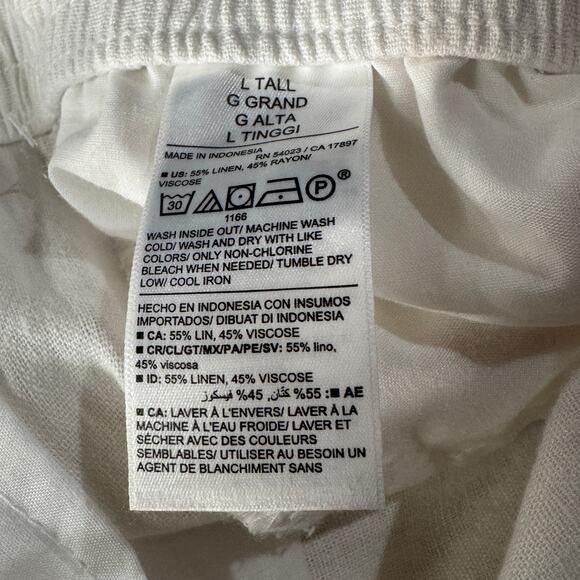 L TALL
G GRAND
G ALTA
L TINGGI
MADE IN INDONESIA RN 54023 / CA 17897
■ US: 55% LINEN, 45% RAYON/
VISCOSE
30 P ®
1166
WASH INSIDE OUT/ MACHINE WASH
COLD/ WASH AND DRY WITH LIKE
COLORS/ ONLY NON-CHLORINE
BLEACH WHEN NEEDED/ TUMBLE DRY
LOW/ COOL IRON
HECHO EN INDONESIA CON INSUMOS
IMPORTADOS/ DIBUAT DI INDONESIA
■ CA: 55% LIN, 45% VISCOSE
■ CR/CL/GT/MX/PA/PE/SV: 55% lino,
45% viscosa
■ ID: 55% LINEN, 45% VISCOSE
AE ■: 55% كتّان, 45% فيسكوز
CA: LAVER À L'ENVERS/ LAVER À LA
MACHINE À L'EAU FROIDE/ LAVER ET
SÉCHER AVEC DES COULEURS
SEMBLABLES/ UTILISER AU BESOIN UN
AGENT DE BLANCHIMENT SANS